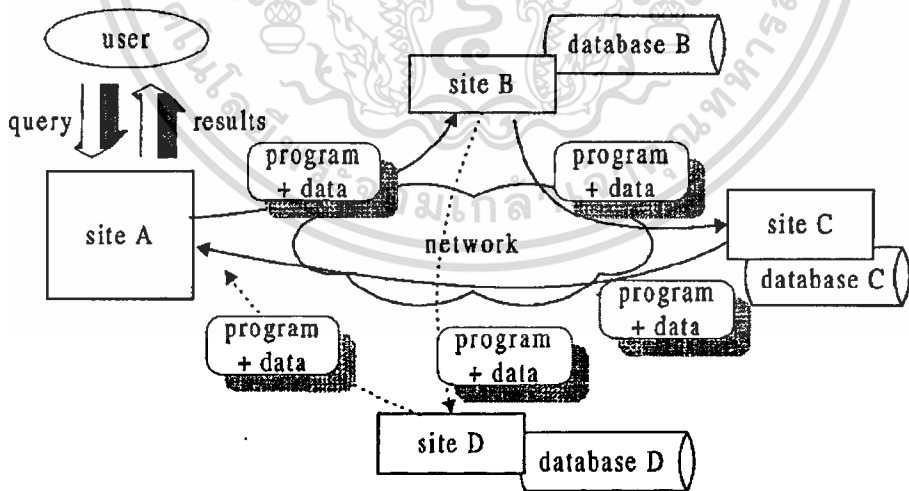 user
database B
site B
query
results
program
+ data
program
+ data
site A
network
site C
database C
program
+ data
program
+ data
program
+ data
site D
database D